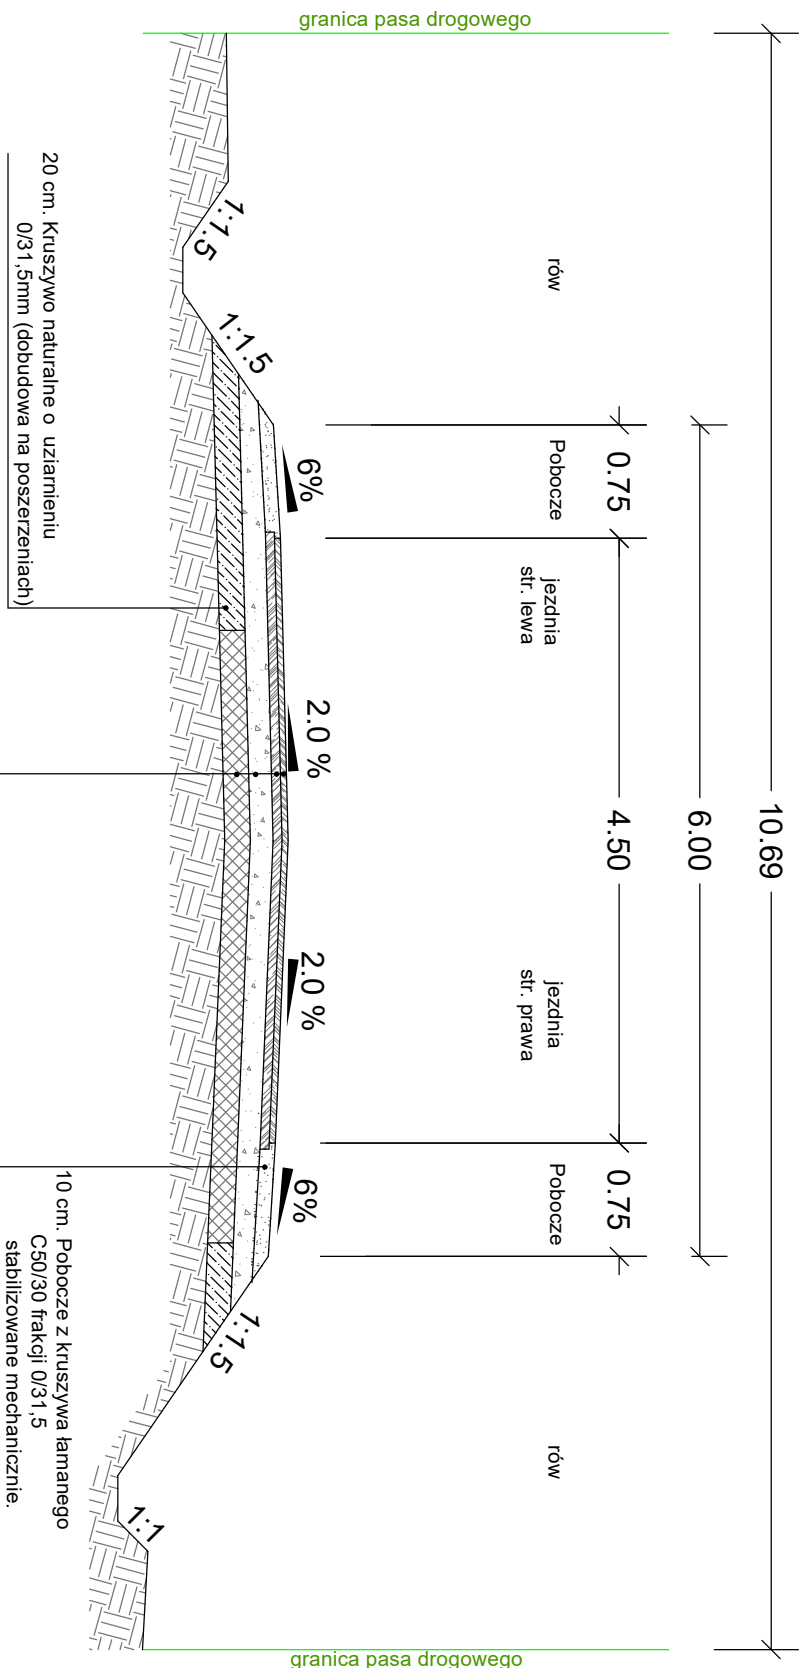 granica pasa drogowego
10.69
6.00
0.75
4.50
0.75
rów
Pobocze
jezdnia
str. lewa
jezdnia
str. prawa
Pobocze
rów
1:1.5
1:1.5
6%
2.0 %
2.0 %
6%
1:1.5
1:1
20 cm. Kruszywo naturalne o uziarnieniu
0/31,5mm (dobudowa na poszerzeniach)
10 cm. Pobocze z kruszywa łamanego
C50/30 frakcji 0/31,5
stabilizowane mechanicznie.
granica pasa drogowego